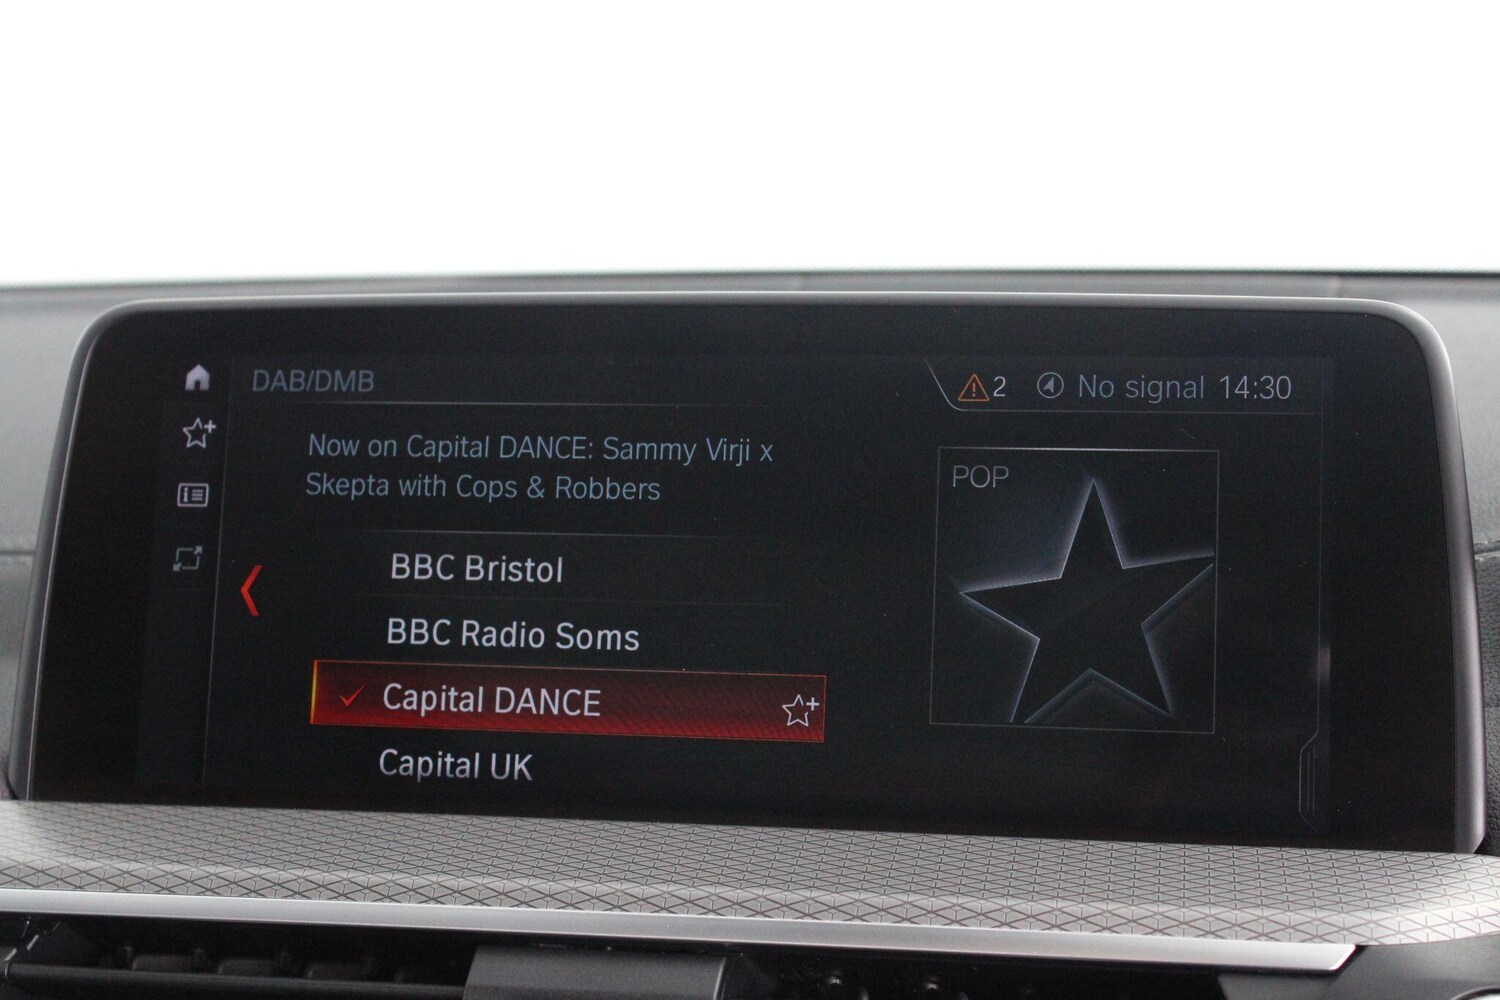 DAB/DMB
2 No signal 14:30
Now on Capital DANCE: Sammy Virji x
Skepta with Cops & Robbers
POP
BBC Bristol
BBC Radio Soms
Capital DANCE
Capital UK